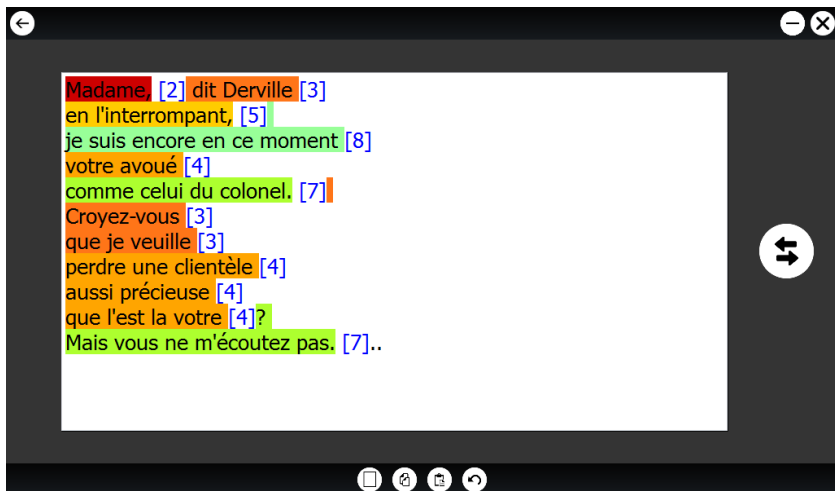 Madame, [2] dit Derville [3]
en l'interrompant, [5]
je suis encore en ce moment [8]
votre avoué [4]
comme celui du colonel. [7]
Croyez-vous [3]
que je veuille [3]
perdre une clientèle [4]
aussi précieuse [4]
que l'est la votre [4]?
Mais vous ne m'écoutez pas. [7]..